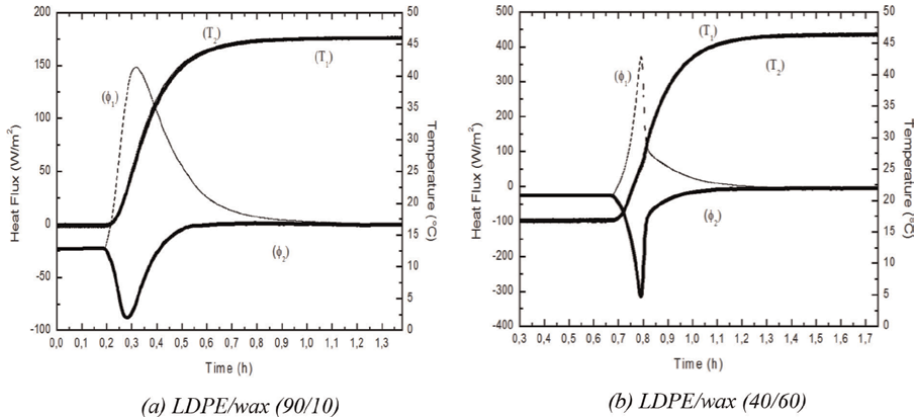 200
150
100
50
0
-50
-100
Heat Flux (W/m²)
50
45
40
35
30
25
20
15
10
5
0
Temperature (°C)
(T₂)
(T₁)
(ϕ₁)
(ϕ₂)
0,0 0,1 0,2 0,3 0,4 0,5 0,6 0,7 0,8 0,9 1,0 1,1 1,2 1,3
Time (h)
(a) LDPE/wax (90/10)
500
400
300
200
100
0
-100
-200
-300
-400
Heat Flux (W/m²)
50
45
40
35
30
25
20
15
10
5
0
Temperature (°C)
(T₁)
(T₂)
(ϕ₁)
(ϕ₂)
0,3 0,4 0,5 0,6 0,7 0,8 0,9 1,0 1,1 1,2 1,3 1,4 1,5 1,6 1,7
Time (h)
(b) LDPE/wax (40/60)